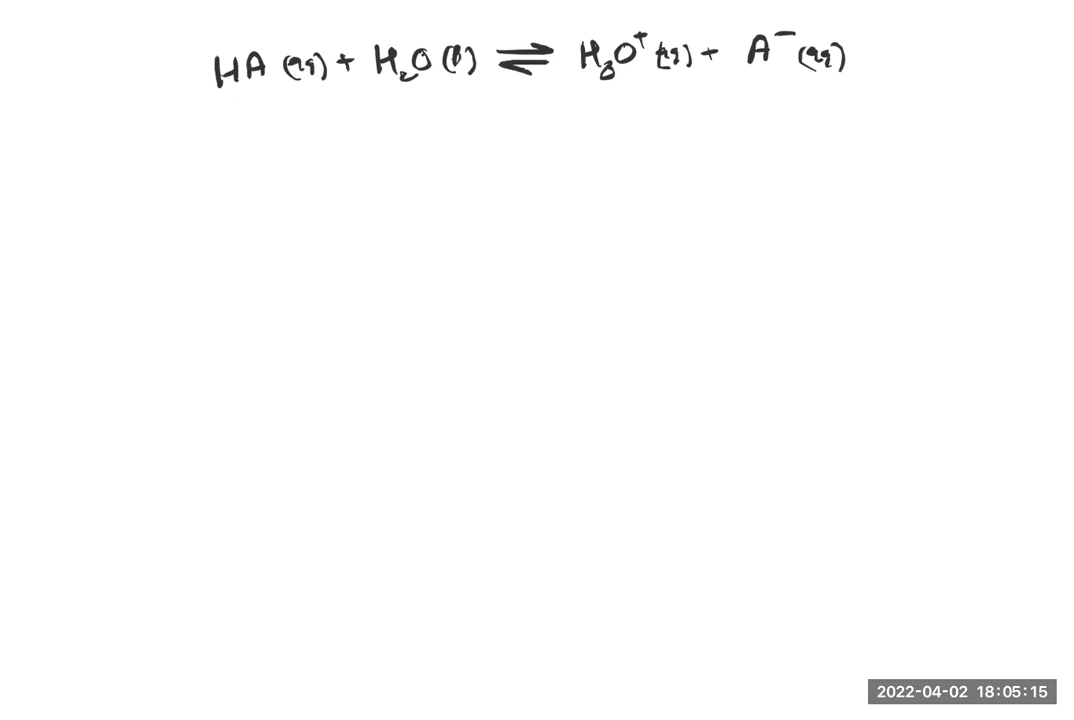 HA (aq) + H₂O (l) ⇌ H₃O⁺ (aq) + A⁻ (aq)
2022-04-02 18:05:15